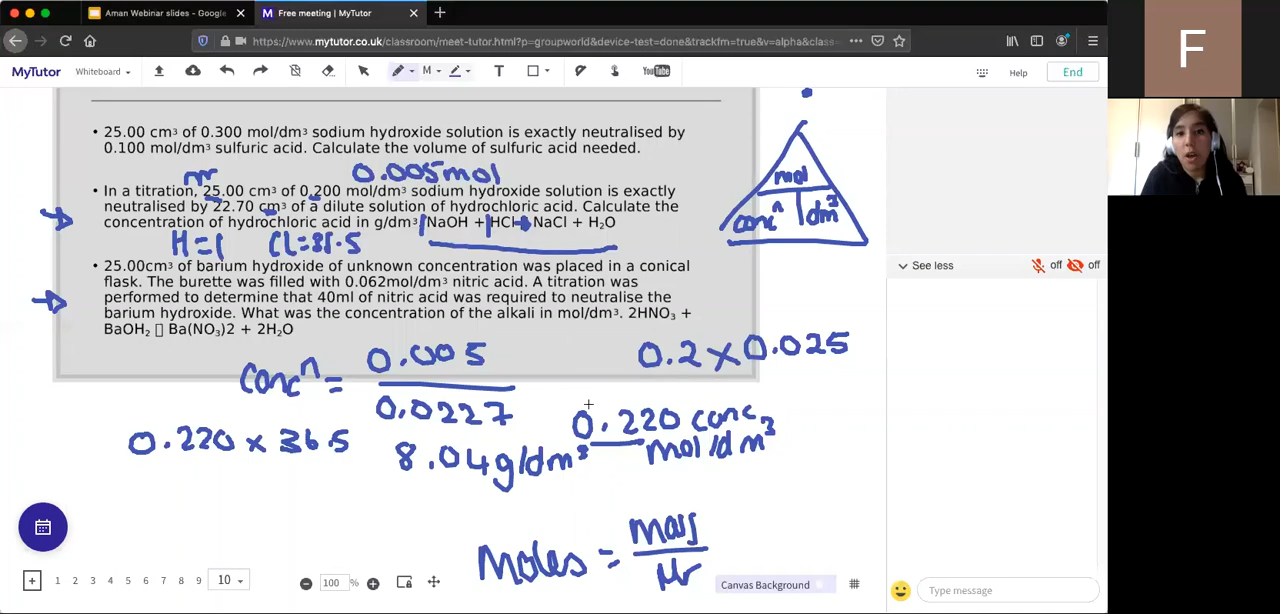 Aman Webinar slides - Google
Free meeting | MyTutor
https://www.mytutor.co.uk/classroom/meet-tutor.html?p=groupworld&device-test=done&trackfm=true&v=alpha&class=
MyTutor
Whiteboard
M
T
YouTube
Help
End
F
• 25.00 cm³ of 0.300 mol/dm³ sodium hydroxide solution is exactly neutralised by
0.100 mol/dm³ sulfuric acid. Calculate the volume of sulfuric acid needed.
mr
0.005mol
• In a titration, 25.00 cm³ of 0.200 mol/dm³ sodium hydroxide solution is exactly
neutralised by 22.70 cm³ of a dilute solution of hydrochloric acid. Calculate the
concentration of hydrochloric acid in g/dm³ NaOH + HCl → NaCl + H₂O
H=1
CL=35.5
mol
concⁿ
dm³
• 25.00cm³ of barium hydroxide of unknown concentration was placed in a conical
flask. The burette was filled with 0.062mol/dm³ nitric acid. A titration was
performed to determine that 40ml of nitric acid was required to neutralise the
barium hydroxide. What was the concentration of the alkali in mol/dm³. 2HNO₃ +
BaOH₂ ▯ Ba(NO₃)2 + 2H₂O
See less
off
off
concⁿ = 0.005
0.0227
0.2 × 0.025
0.220 × 36.5
0.220 conc
mol/dm³
8.04g/dm³
Moles = mass
Mr
1 2 3 4 5 6 7 8 9 10
100 %
Canvas Background
Type message